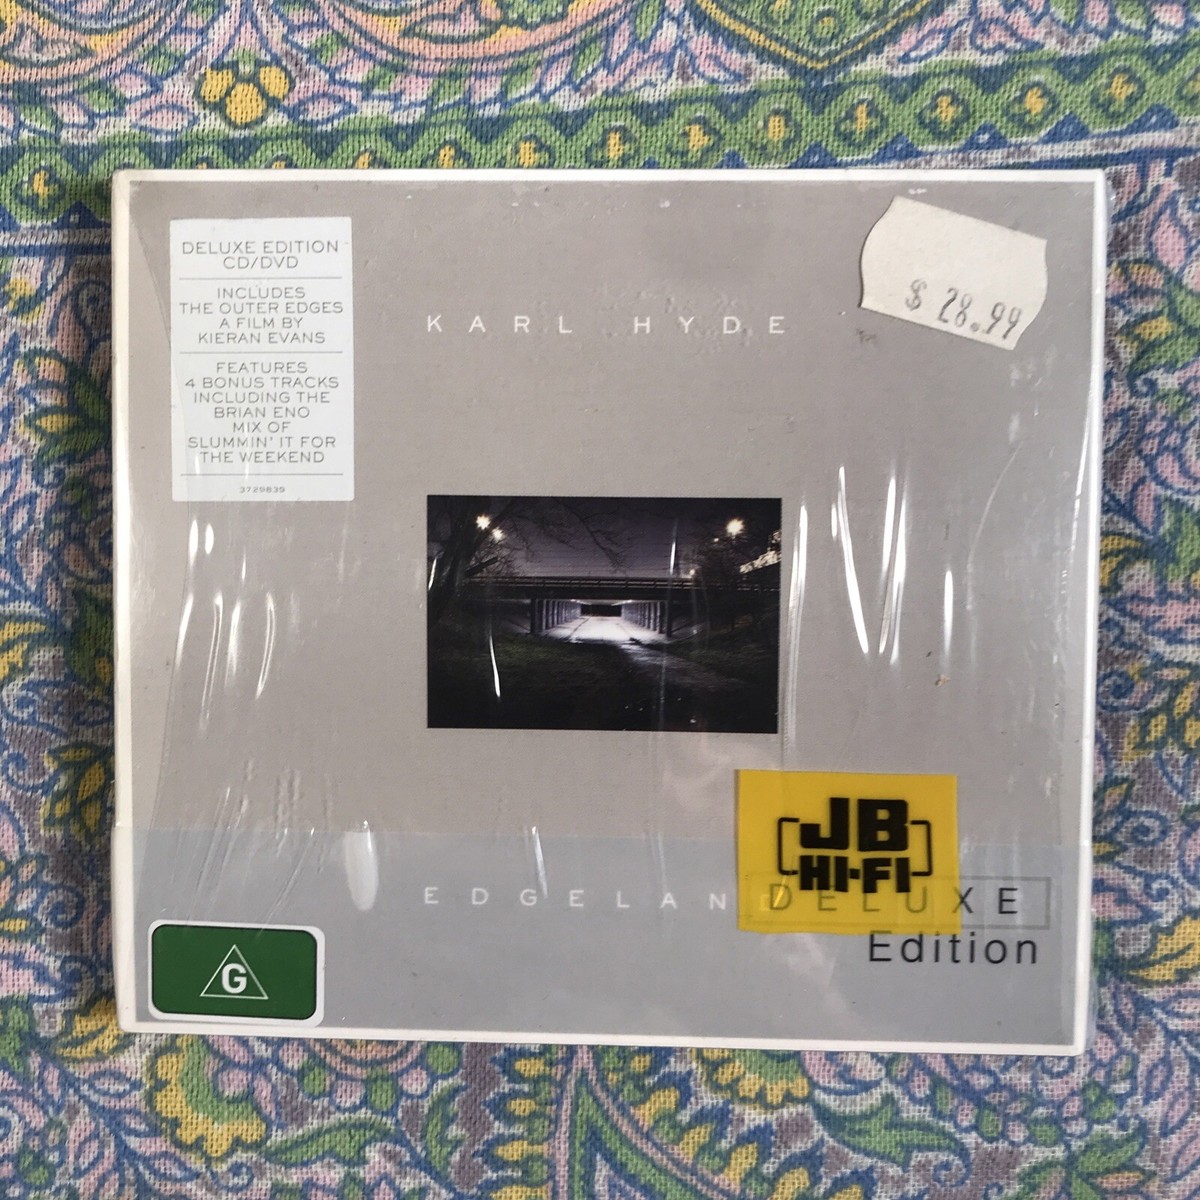 DELUXE EDITION
CD/DVD
INCLUDES
THE OUTER EDGES
A FILM BY
KIERAN EVANS
FEATURES
4 BONUS TRACKS
INCLUDING THE
BRIAN ENO
MIX OF
SLUMMIN' IT FOR
THE WEEKEND
3729839
KARL HYDE
$ 28.99
JB
HI-FI
EDGELAND
DELUXE
Edition
G